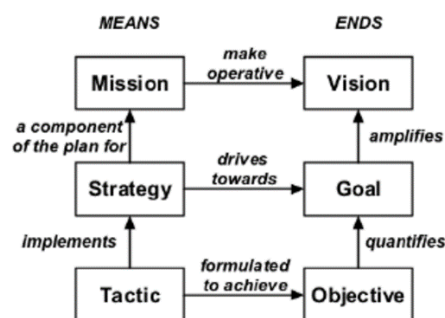 MEANS ENDS
make
operative
Mission Vision
a component
of the plan for
amplifies
drives
towards
Strategy Goal
implements
quantifies
formulated
to achieve
Tactic Objective